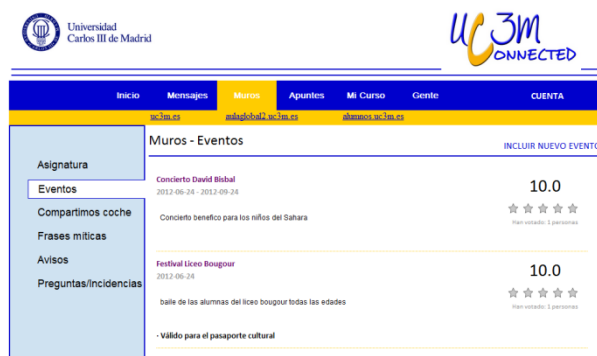 Universidad
Carlos III de Madrid
UC3M
CONNECTED
Inicio Mensajes Muros Apuntes Mi Curso Gente CUENTA
uc3m.es aulaglobal2.uc3m.es alumnos.uc3m.es
Muros - Eventos
INCLUIR NUEVO EVENTO
Asignatura
Eventos
Compartimos coche
Frases míticas
Avisos
Preguntas/Incidencias
Concierto David Bisbal
2012-06-24 - 2012-09-24
Concierto benefico para los niños del Sahara
10.0
Han votado: 1 personas
Festival Liceo Bougour
2012-06-24
baile de las alumnas del liceo bougour todas las edades
- Válido para el pasaporte cultural
10.0
Han votado: 1 personas